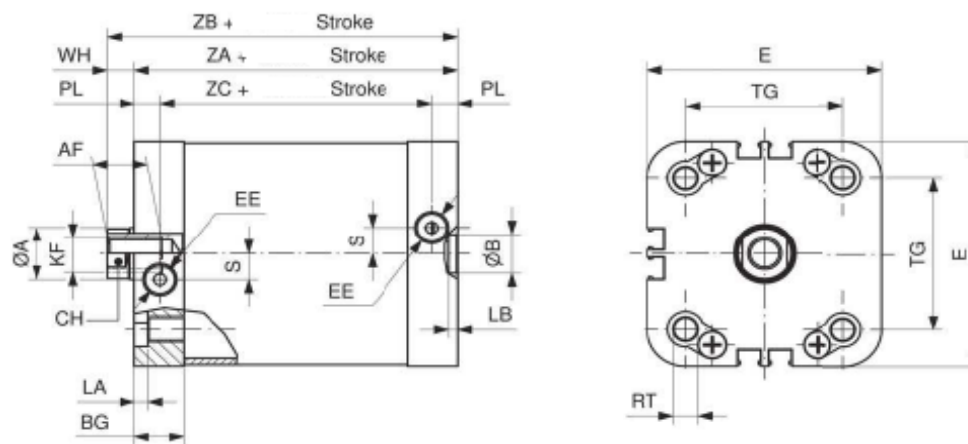 ZB + Stroke
WH ZA + Stroke
PL ZC + Stroke PL
AF
EE
ØA
KF
S
S
ØB
EE
CH
LB
LA
BG
E
TG
TG
E
RT